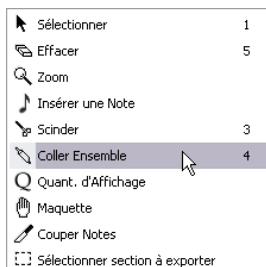 Sélectionner 1
Effacer 5
Zoom
Insérer une Note
Scinder 3
Coller Ensemble 4
Quant. d'Affichage
Maquette
Couper Notes
Sélectionner section à exporter